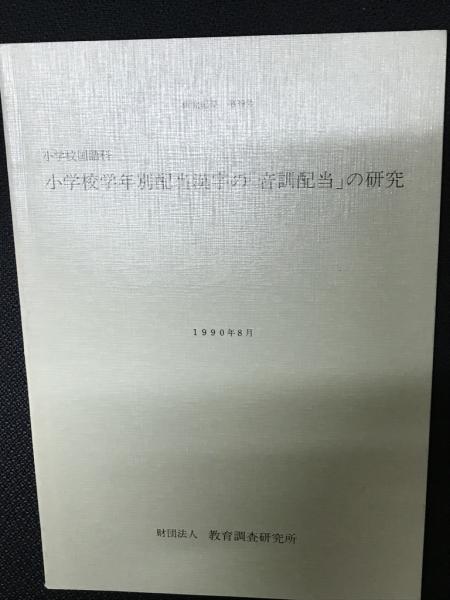 小学校国語科
小学校学年別配当漢字の「音訓配当」の研究
1990年8月
財団法人 教育調査研究所